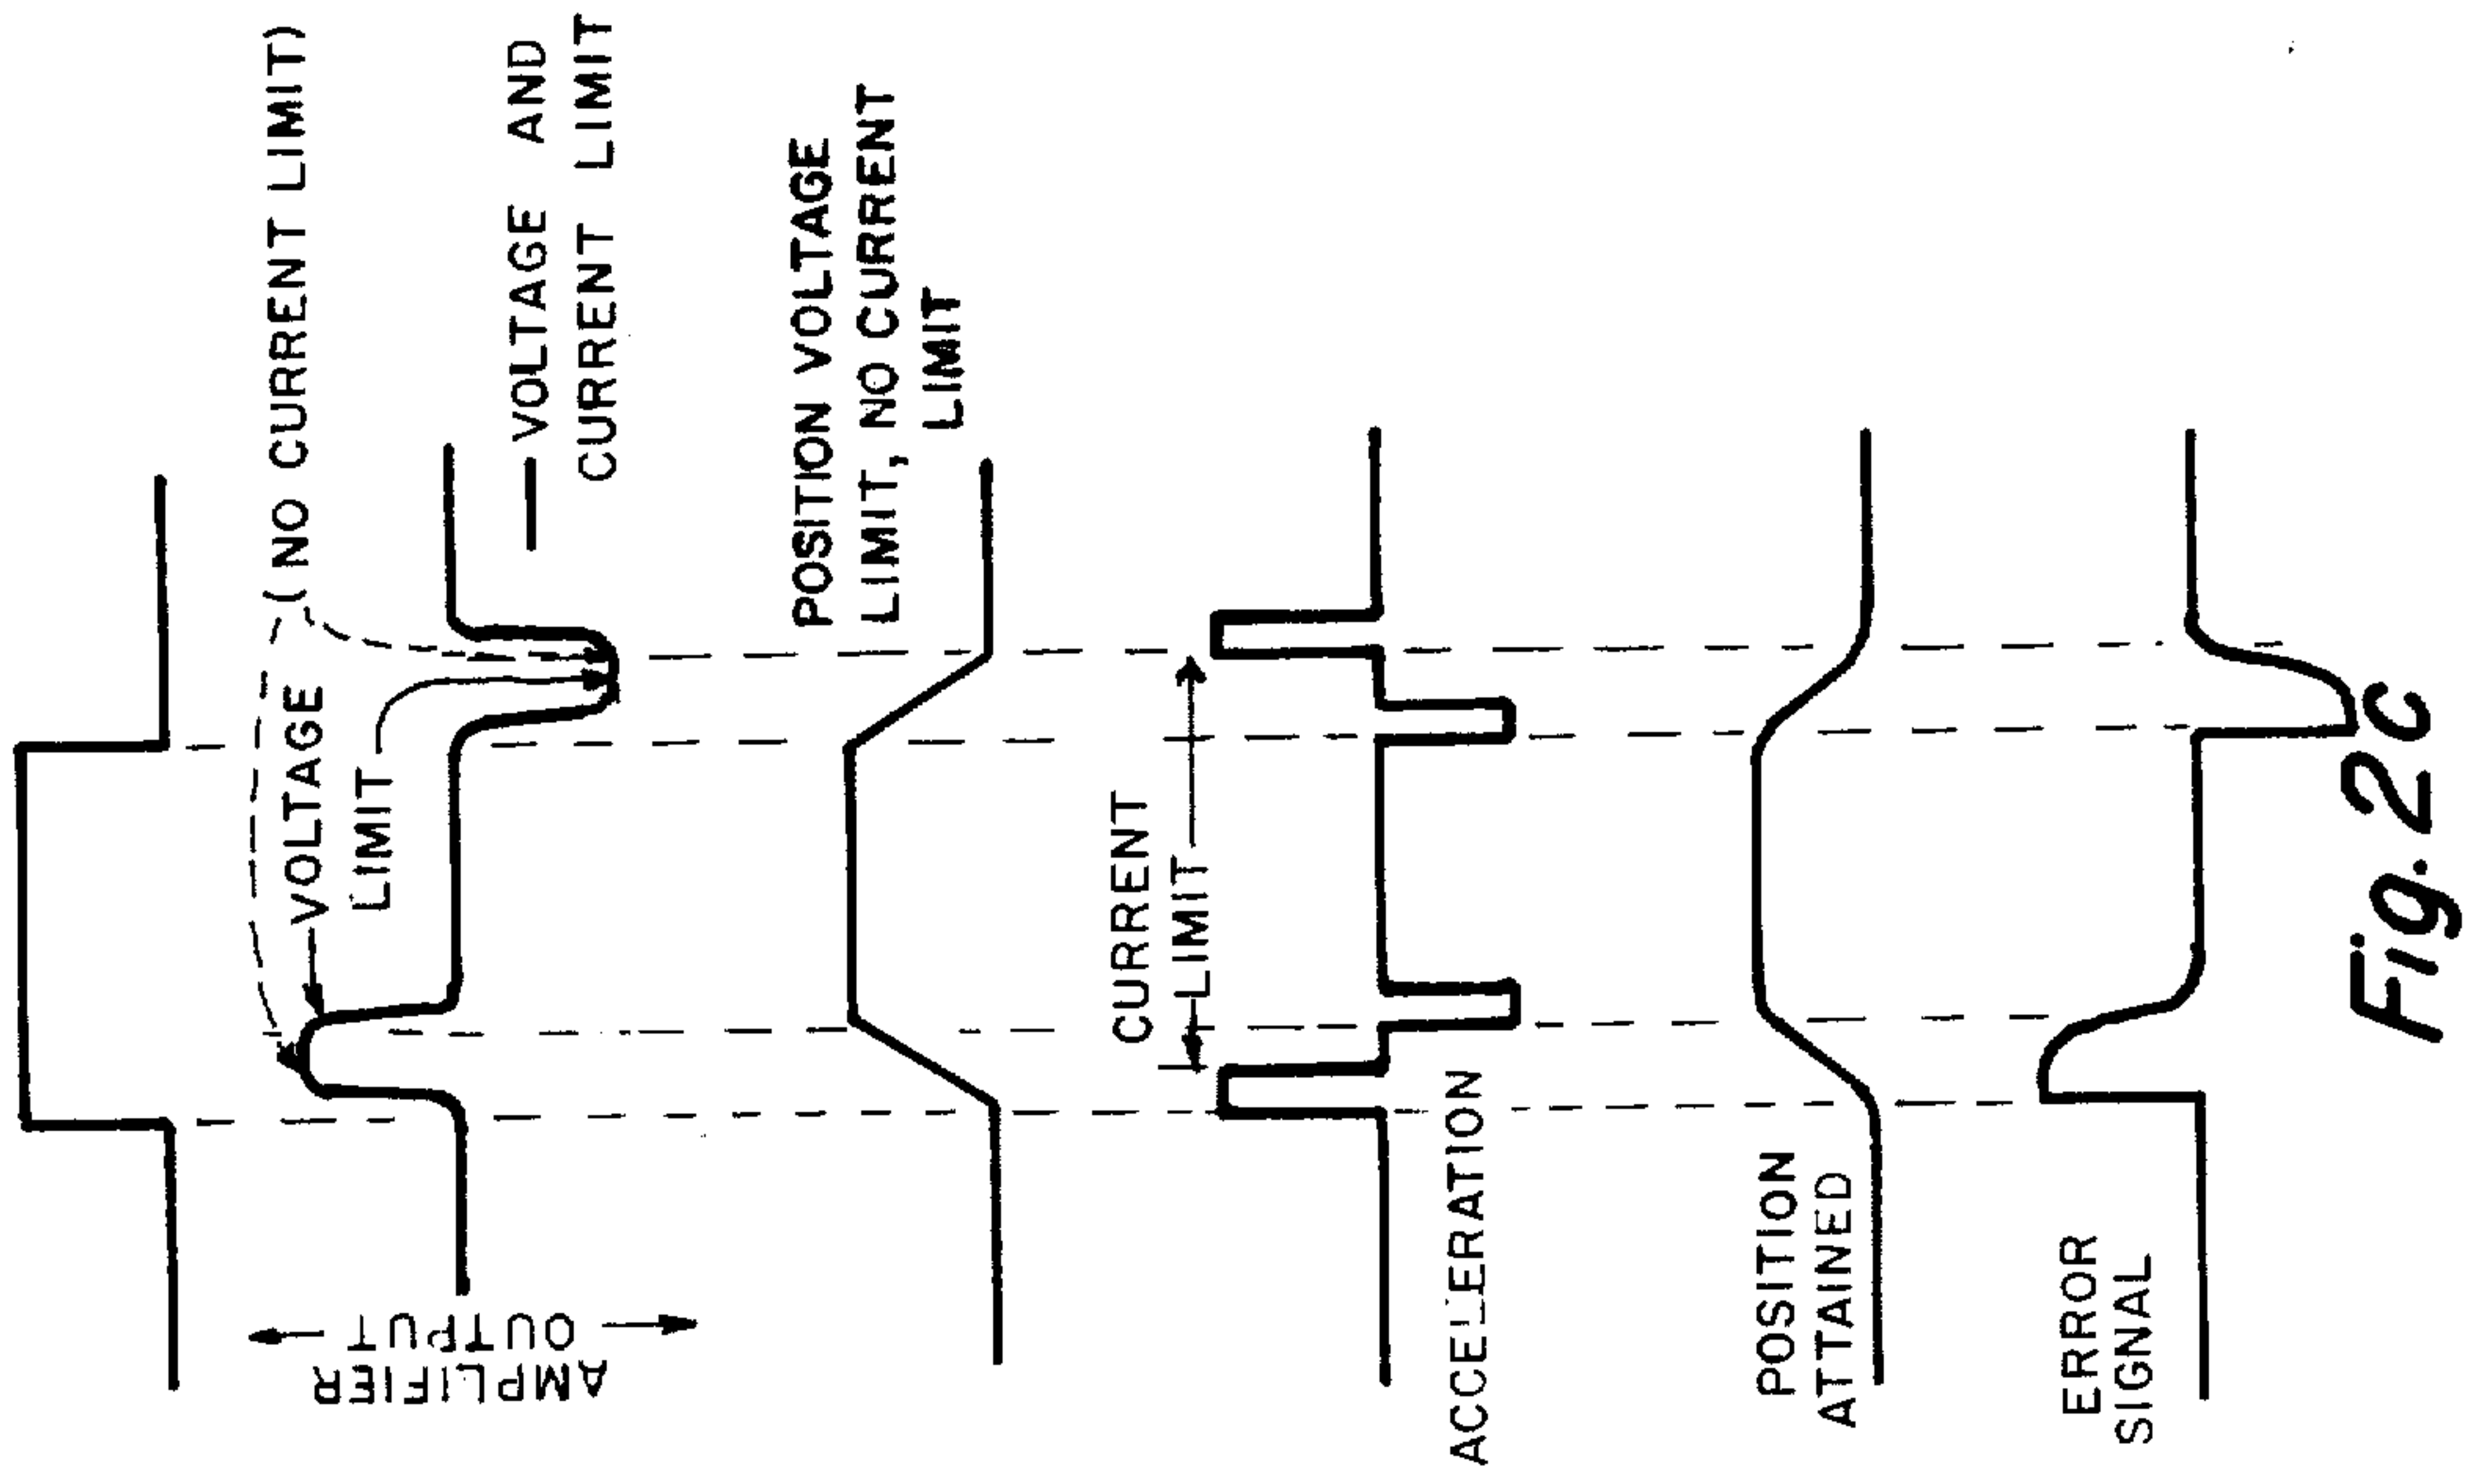 (NO CURRENT LIMIT)
VOLTAGE
LIMIT
AMPLIFIER
OUTPUT
VOLTAGE AND
CURRENT LIMIT
POSITION VOLTAGE
LIMIT, NO CURRENT
LIMIT
CURRENT
LIMIT
ACCELERATION
POSITION
ATTAINED
ERROR
SIGNAL
Fig. 2C